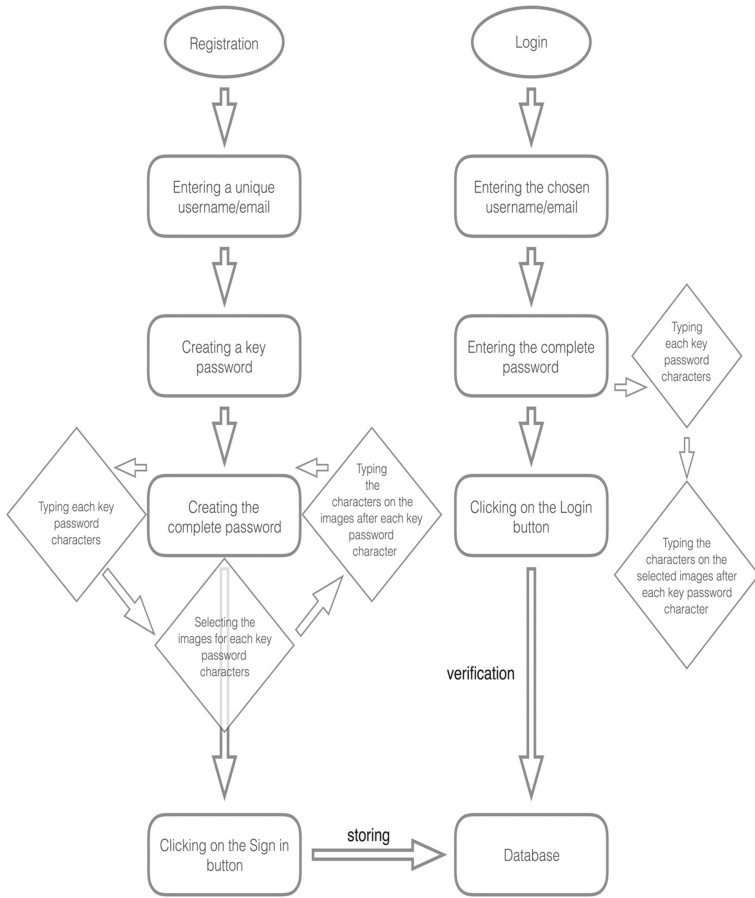 Registration
Login
Entering a unique
username/email
Entering the chosen
username/email
Creating a key
password
Entering the complete
password
Typing
each key
password
characters
Typing each key
password
characters
Creating the
complete password
Typing
the
characters on the
images after each key
password
character
Clicking on the Login
button
Typing the
characters on the
selected images after
each key password
character
Selecting the
images for each key
password
characters
verification
Clicking on the Sign in
button
storing
Database